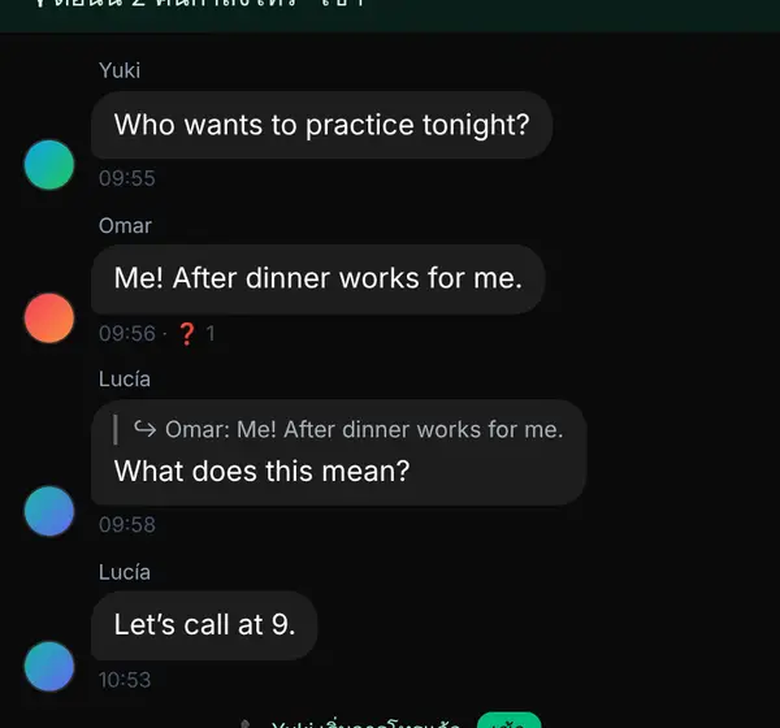 Yuki
Who wants to practice tonight?
09:55
Omar
Me! After dinner works for me.
09:56 · ❓ 1
Lucía
↪ Omar: Me! After dinner works for me.
What does this mean?
09:58
Lucía
Let’s call at 9.
10:53
Yuki